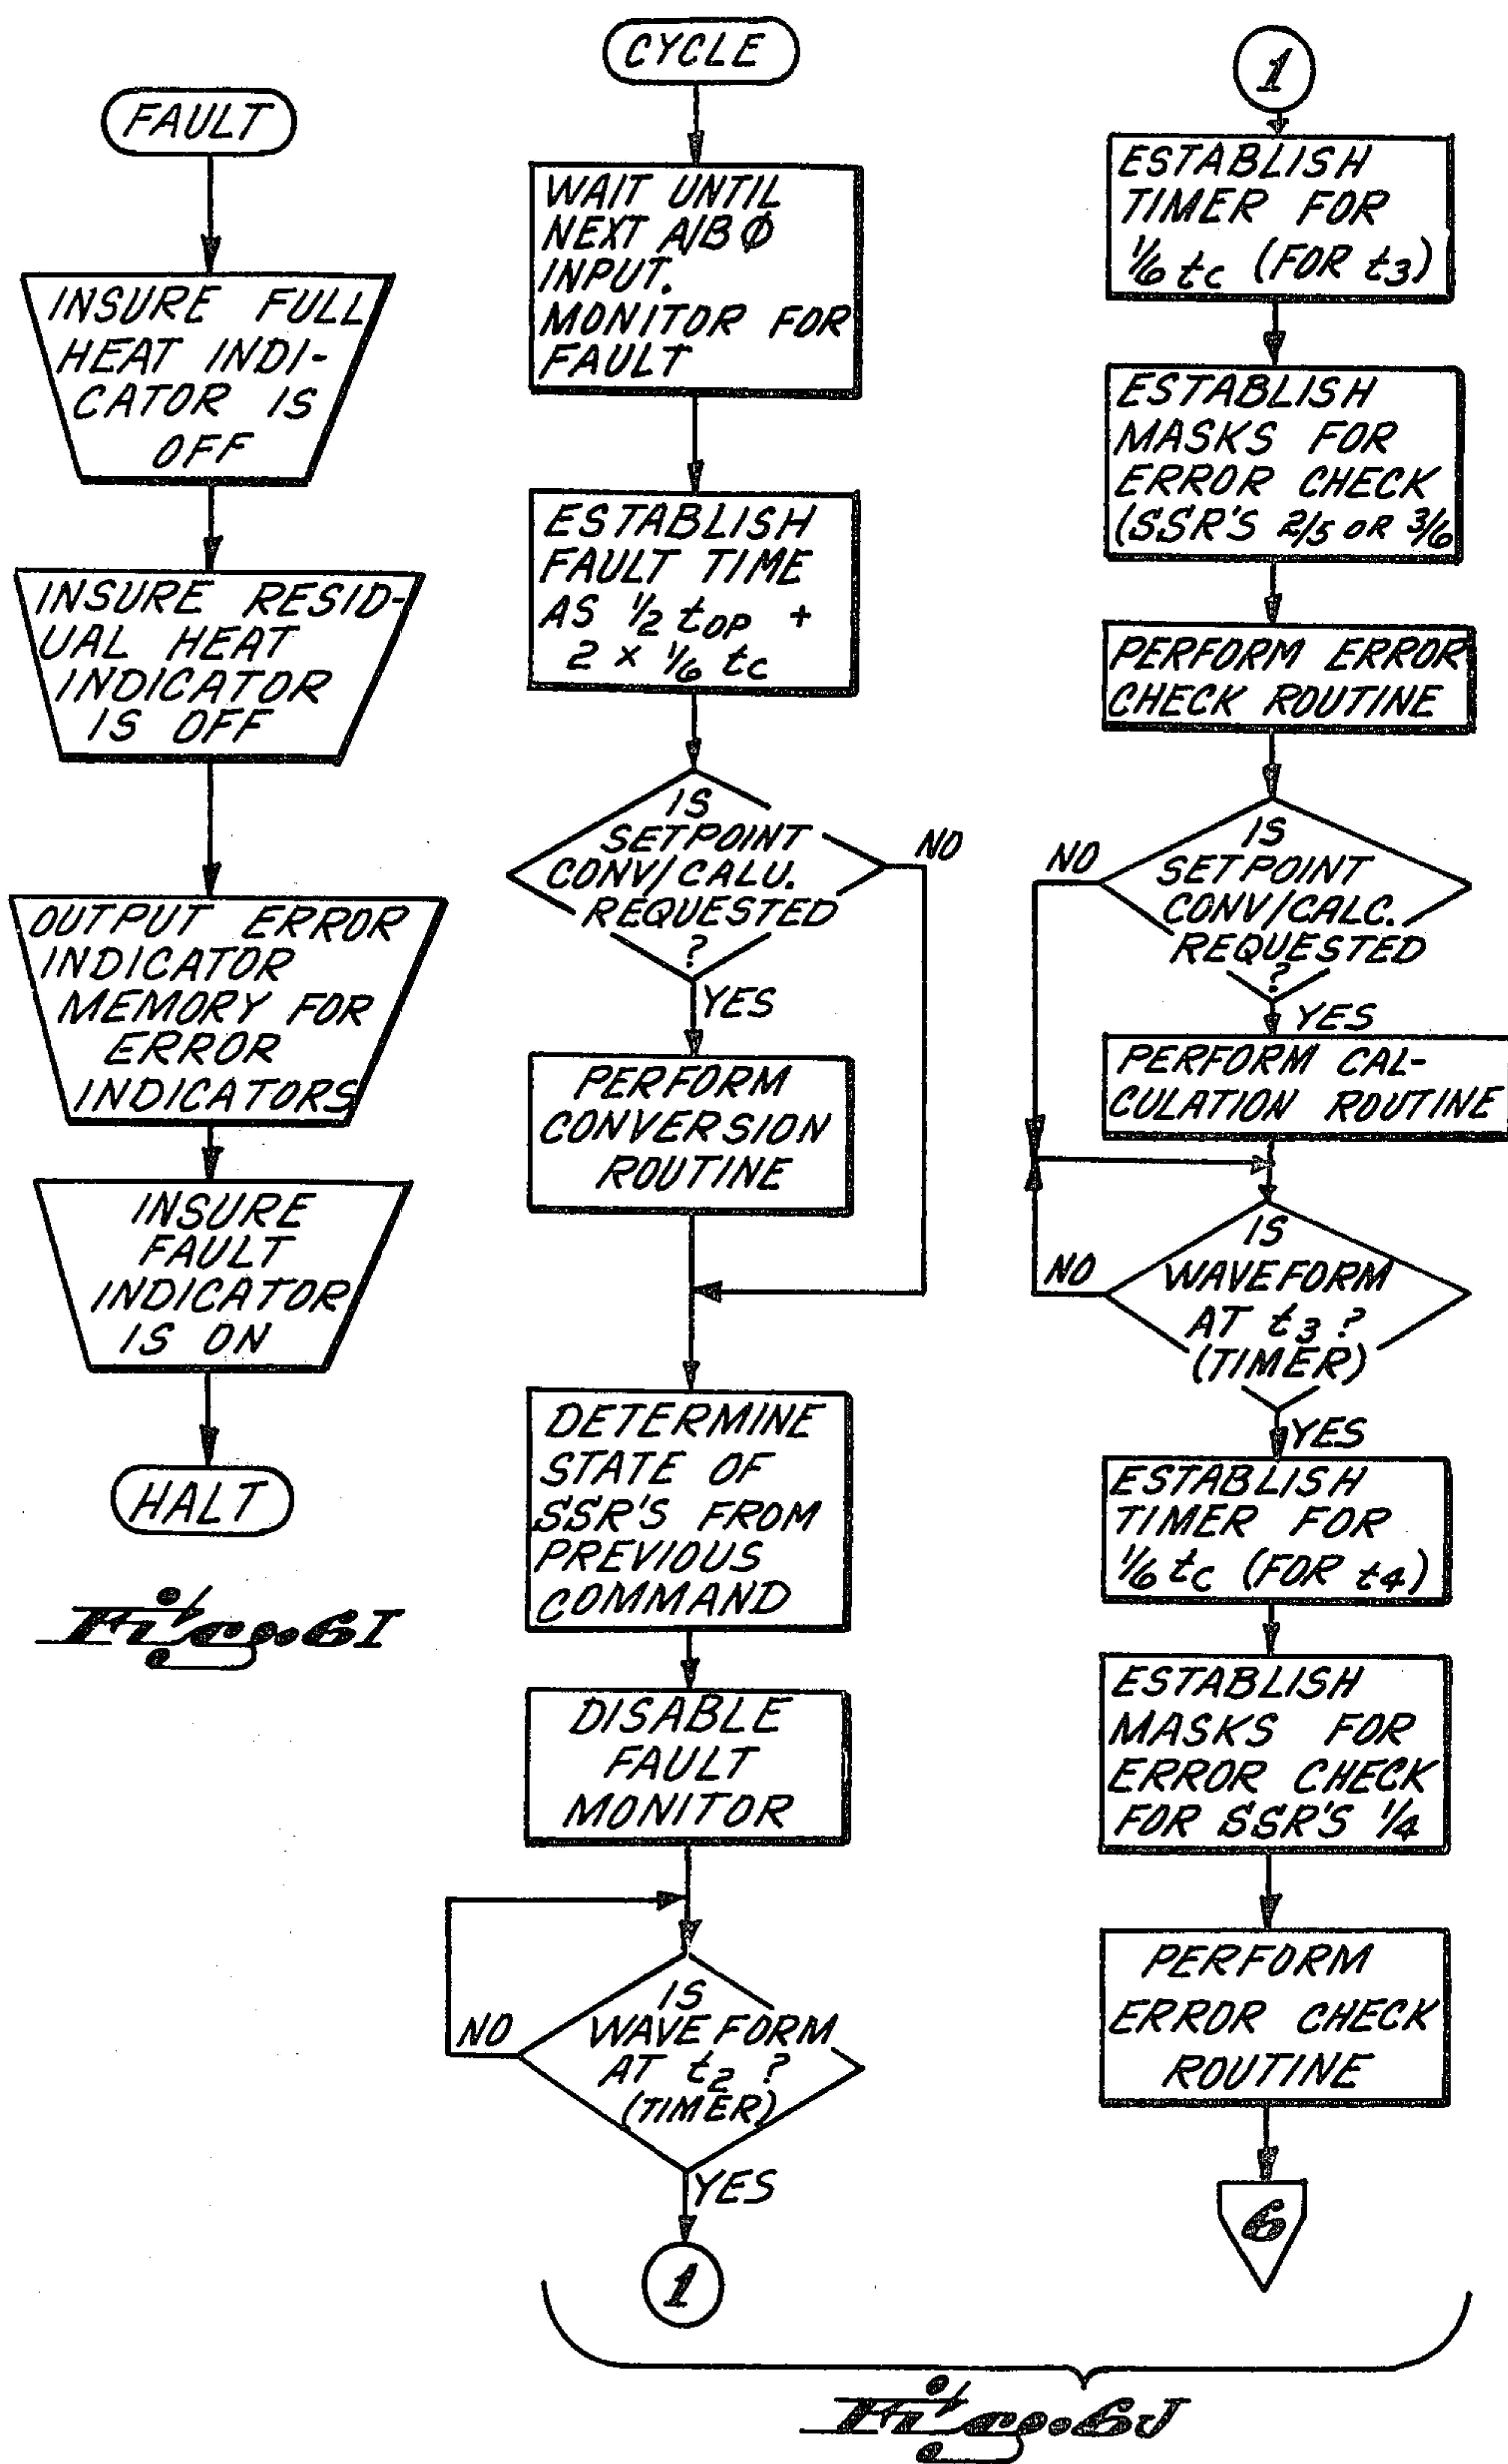 FAULT
INSURE FULL
HEAT INDI-
CATOR IS
OFF
INSURE RESID-
UAL HEAT
INDICATOR
IS OFF
OUTPUT ERROR
INDICATOR
MEMORY FOR
ERROR
INDICATORS
INSURE
FAULT
INDICATOR
IS ON
HALT
Fig. 6I
CYCLE
WAIT UNTIL
NEXT A/B Φ
INPUT.
MONITOR FOR
FAULT
ESTABLISH
FAULT TIME
AS 1/2 tOP +
2 x 1/6 tC
IS
SETPOINT
CONV/CALU.
REQUESTED
?
NO
YES
PERFORM
CONVERSION
ROUTINE
DETERMINE
STATE OF
SSR'S FROM
PREVIOUS
COMMAND
DISABLE
FAULT
MONITOR
IS
WAVEFORM
AT t2 ?
(TIMER)
NO
YES
1
1
ESTABLISH
TIMER FOR
1/6 tC (FOR t3)
ESTABLISH
MASKS FOR
ERROR CHECK
(SSR'S 2/5 OR 3/6
PERFORM ERROR
CHECK ROUTINE
IS
SETPOINT
CONV/CALC.
REQUESTED
?
NO
YES
PERFORM CAL-
CULATION ROUTINE
IS
WAVEFORM
AT t3 ?
(TIMER)
NO
YES
ESTABLISH
TIMER FOR
1/6 tC (FOR t4)
ESTABLISH
MASKS FOR
ERROR CHECK
FOR SSR'S 1/4
PERFORM
ERROR CHECK
ROUTINE
6
Fig. 6J